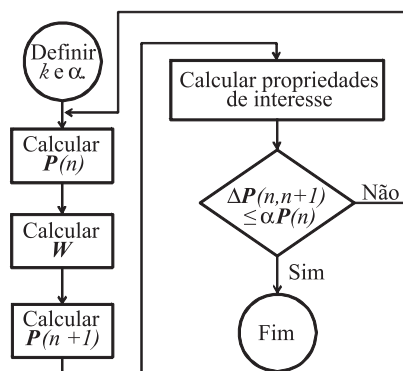 Definir
k e α.
Calcular
P(n)
Calcular
W
Calcular
P(n +1)
Calcular propriedades
de interesse
ΔP(n,n+1)
≤ αP(n)
Não
Sim
Fim